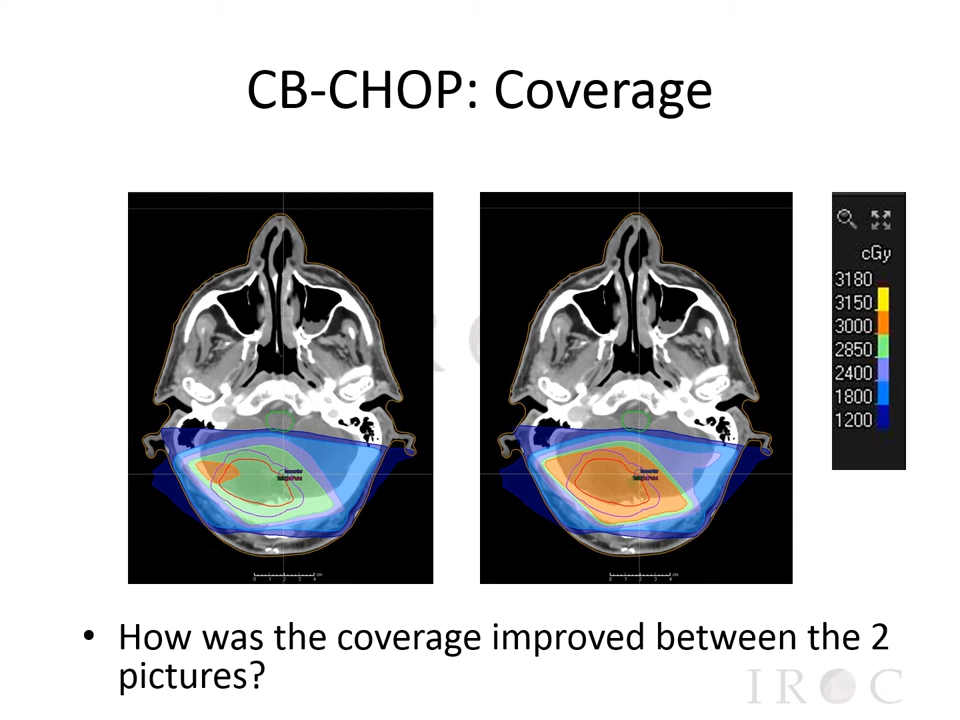 CB-CHOP: Coverage
cGy
3180
3150
3000
2850
2400
1800
1200
• How was the coverage improved between the 2
pictures?
IROC